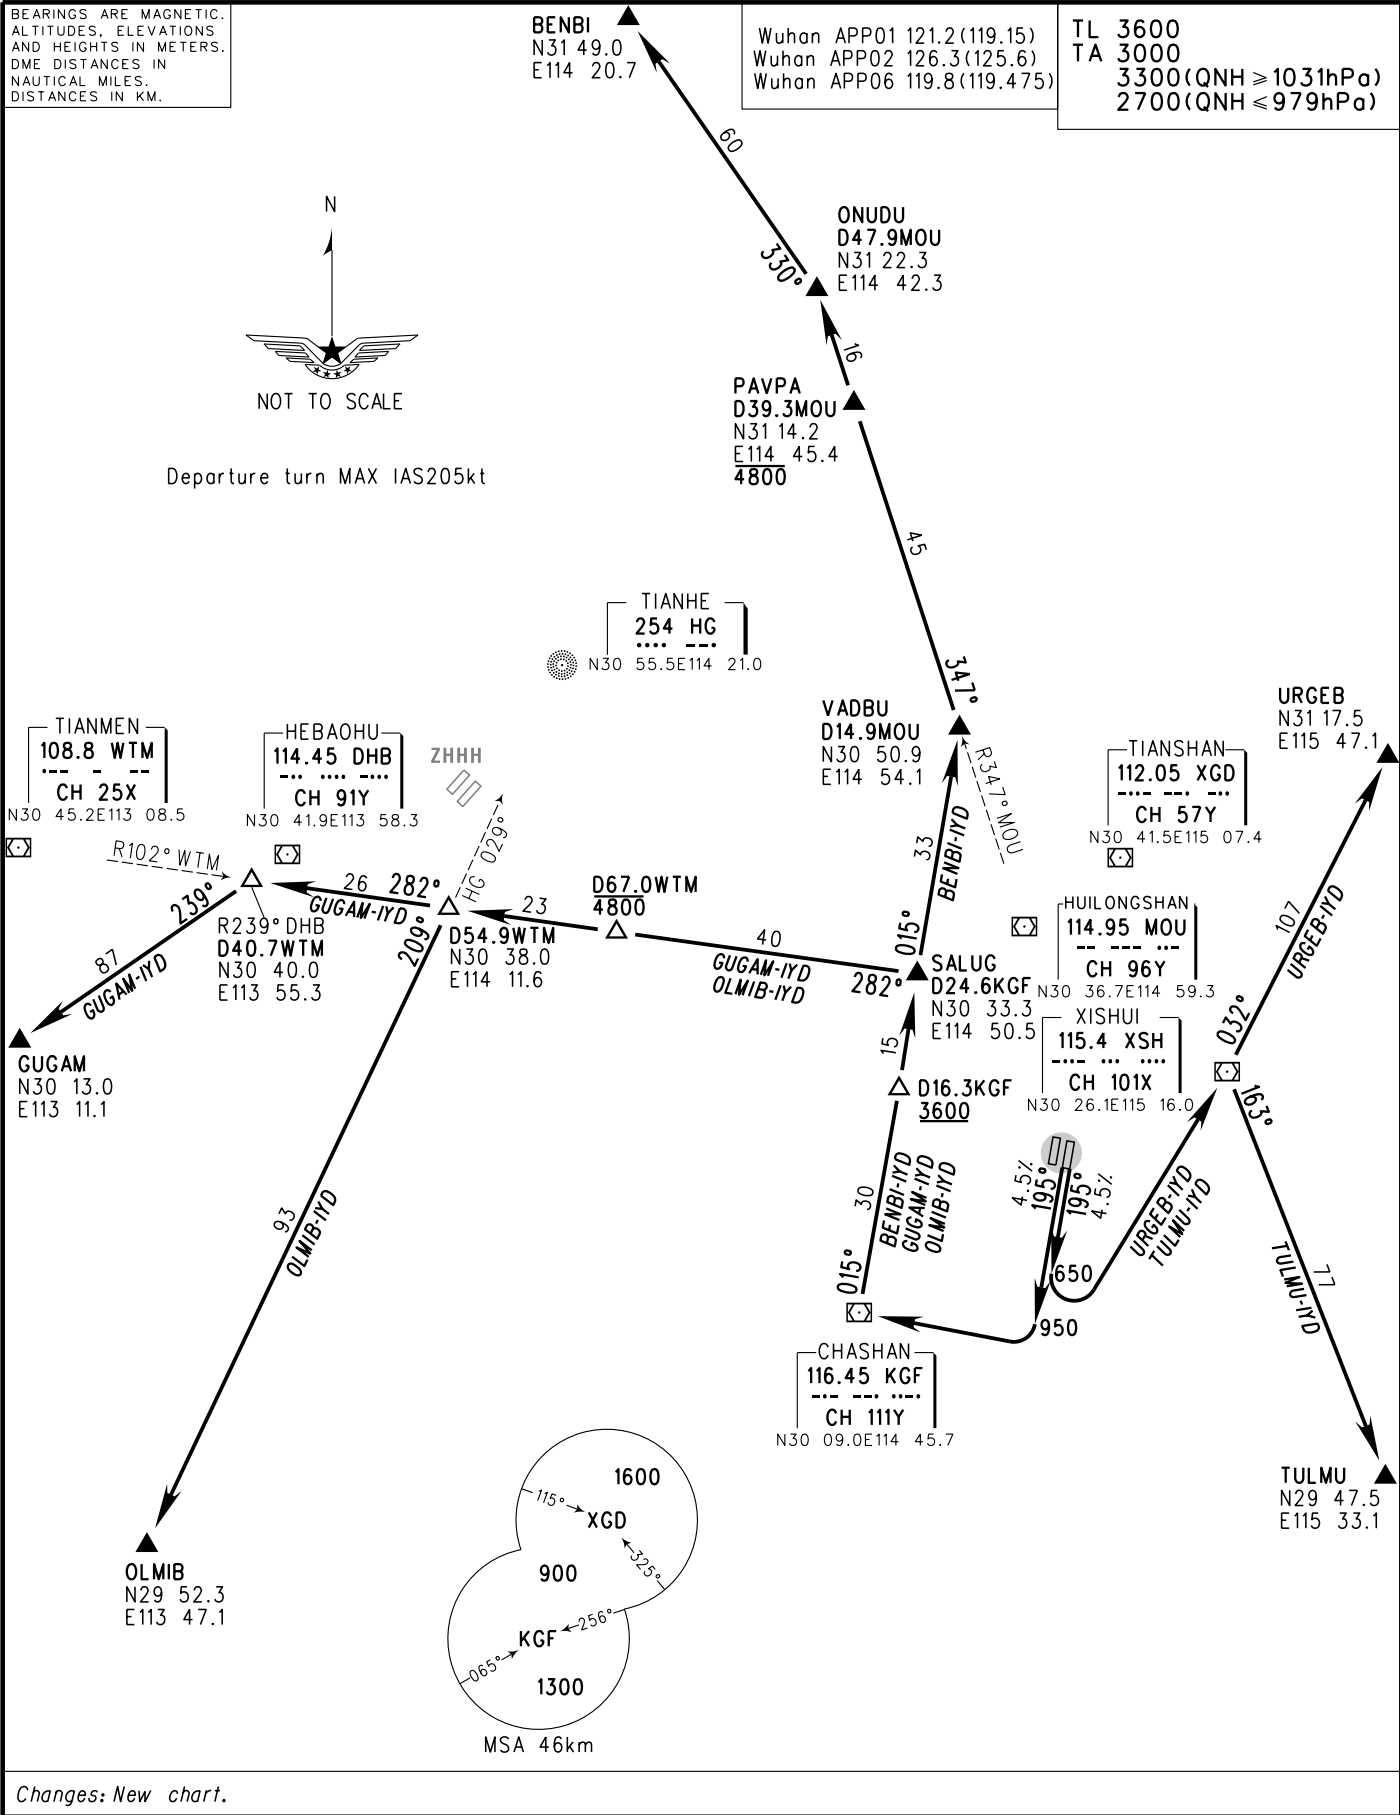 BEARINGS ARE MAGNETIC.
ALTITUDES, ELEVATIONS
AND HEIGHTS IN METERS.
DME DISTANCES IN
NAUTICAL MILES.
DISTANCES IN KM.
BENBI
N31 49.0
E114 20.7
Wuhan APP01 121.2(119.15)
Wuhan APP02 126.3(125.6)
Wuhan APP06 119.8(119.475)
TL 3600
TA 3000
3300(QNH ≥ 1031hPa)
2700(QNH ≤ 979hPa)
60
N
NOT TO SCALE
Departure turn MAX IAS205kt
330°
ONUDU
D47.9MOU
N31 22.3
E114 42.3
16
PAVPA
D39.3MOU
N31 14.2
E114 45.4
4800
45
TIANHE
254 HG
N30 55.5E114 21.0
347°
VADBU
D14.9MOU
N30 50.9
E114 54.1
R347° MOU
URGEB
N31 17.5
E115 47.1
TIANMEN
108.8 WTM
CH 25X
N30 45.2E113 08.5
HEBAOHU
114.45 DHB
CH 91Y
N30 41.9E113 58.3
ZHHH
TIANSHAN
112.05 XGD
CH 57Y
N30 41.5E115 07.4
R102° WTM
HG 029°
33
BENBI-IYD
239°
26
GUGAM-IYD
282°
209°
23
D67.0WTM
4800
R239° DHB
D40.7WTM
N30 40.0
E113 55.3
D54.9WTM
N30 38.0
E114 11.6
40
GUGAM-IYD
OLMIB-IYD
282°
015°
SALUG
D24.6KGF
N30 33.3
E114 50.5
HUILONGSHAN
114.95 MOU
CH 96Y
N30 36.7E114 59.3
107
URGEB-IYD
87
GUGAM-IYD
GUGAM
N30 13.0
E113 11.1
15
D16.3KGF
3600
XISHUI
115.4 XSH
CH 101X
N30 26.1E115 16.0
032°
163°
93
OLMIB-IYD
30
BENBI-IYD
GUGAM-IYD
OLMIB-IYD
4.5%
195°
195°
4.5%
URGEB-IYD
TULMU-IYD
77
TULMU-IYD
015°
650
950
CHASHAN
116.45 KGF
CH 111Y
N30 09.0E114 45.7
TULMU
N29 47.5
E115 33.1
OLMIB
N29 52.3
E113 47.1
1600
115°
XGD
325°
900
256°
KGF
065°
1300
MSA 46km
Changes: New chart.